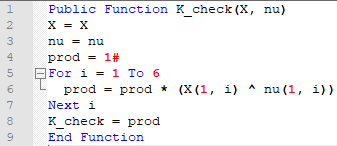 1 Public Function K_check(X, nu)
2 X = X
3 nu = nu
4 prod = 1#
5 For i = 1 To 6
6 prod = prod * (X(1, i) ^ nu(1, i))
7 Next i
8 K_check = prod
9 End Function